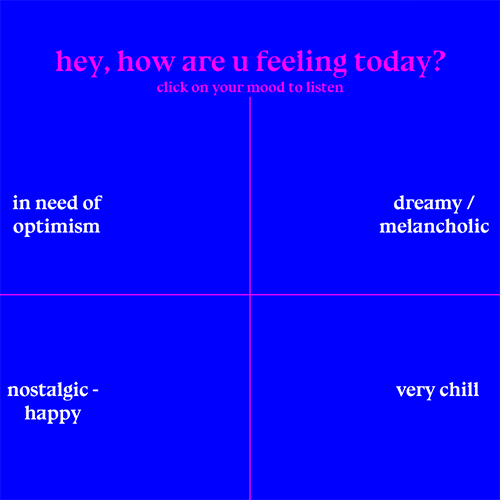 hey, how are u feeling today?
click on your mood to listen
in need of
optimism
dreamy /
melancholic
nostalgic -
happy
very chill